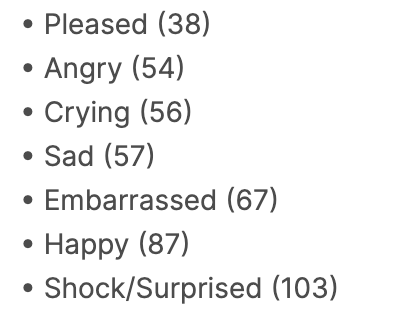 • Pleased (38)
• Angry (54)
• Crying (56)
• Sad (57)
• Embarrassed (67)
• Happy (87)
• Shock/Surprised (103)